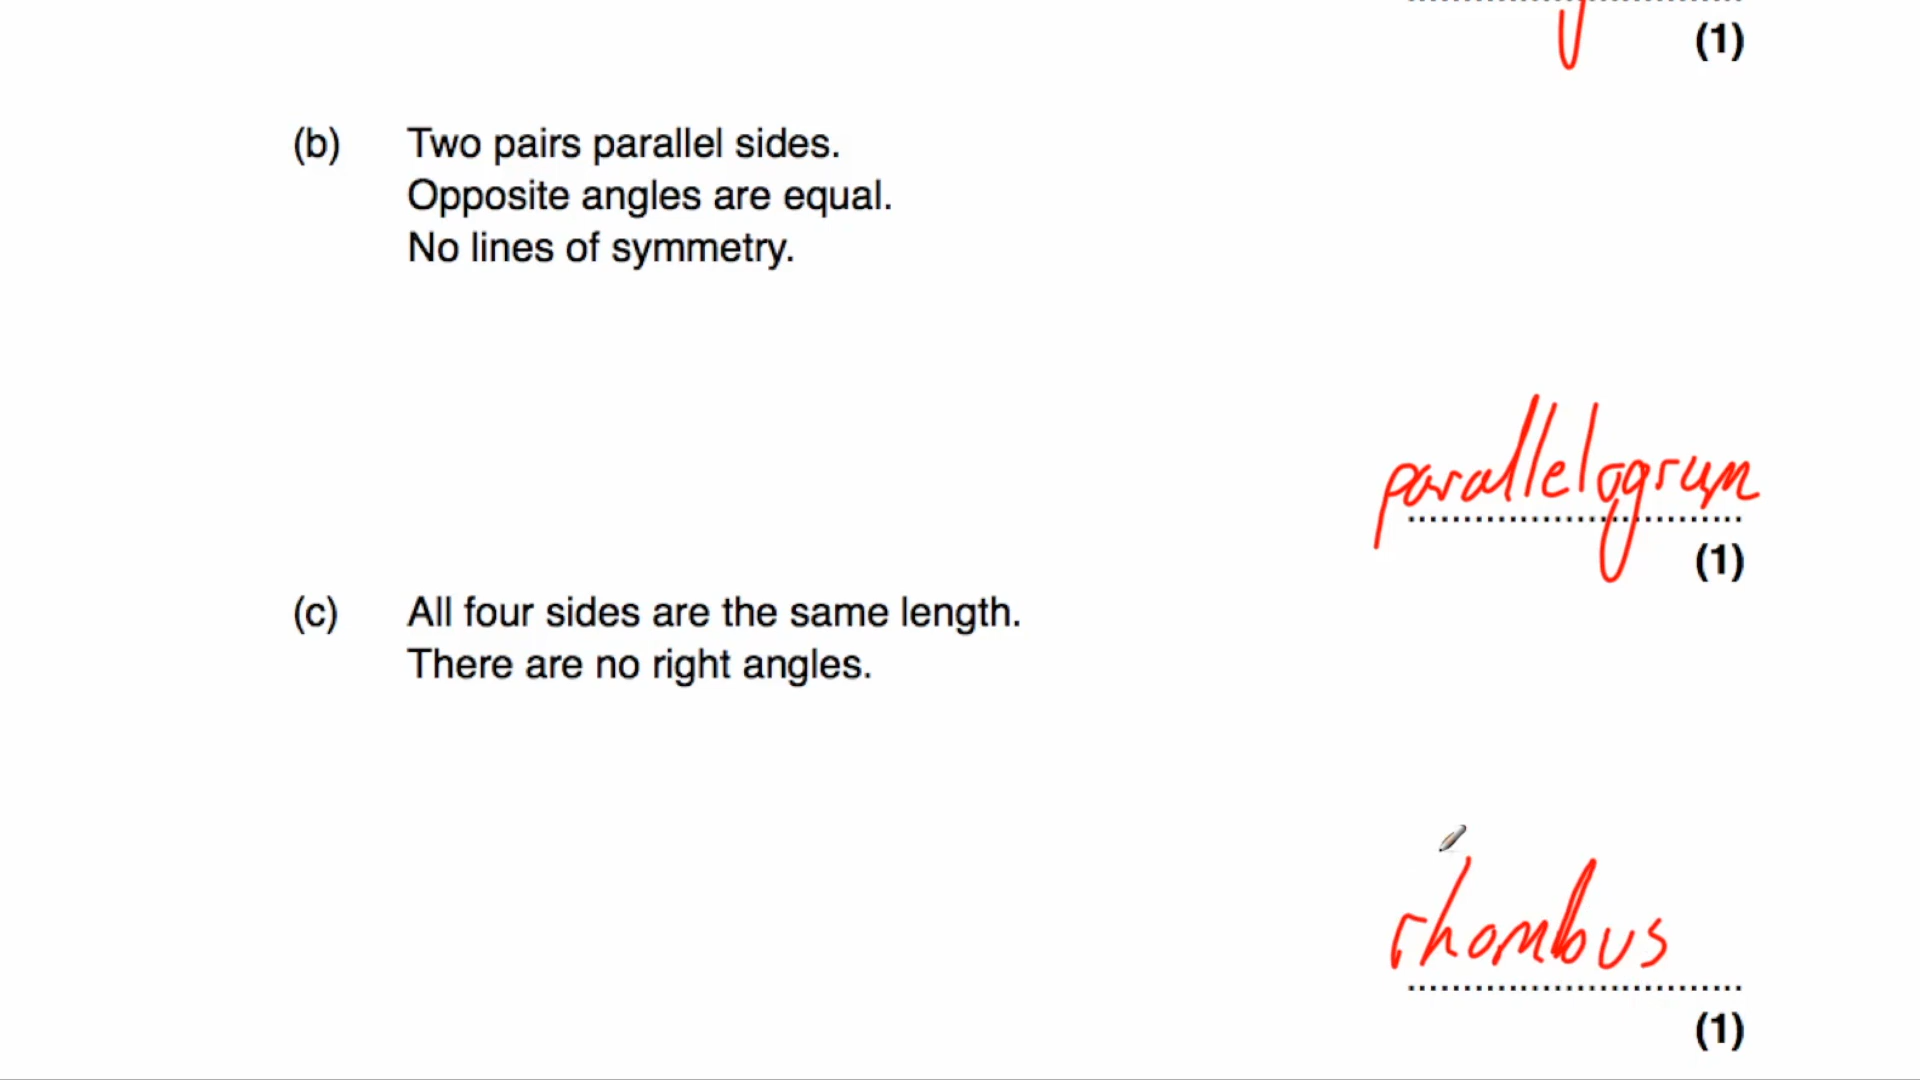 (1)
(b) Two pairs parallel sides.
Opposite angles are equal.
No lines of symmetry.
parallelogram
(1)
(c) All four sides are the same length.
There are no right angles.
rhombus
(1)